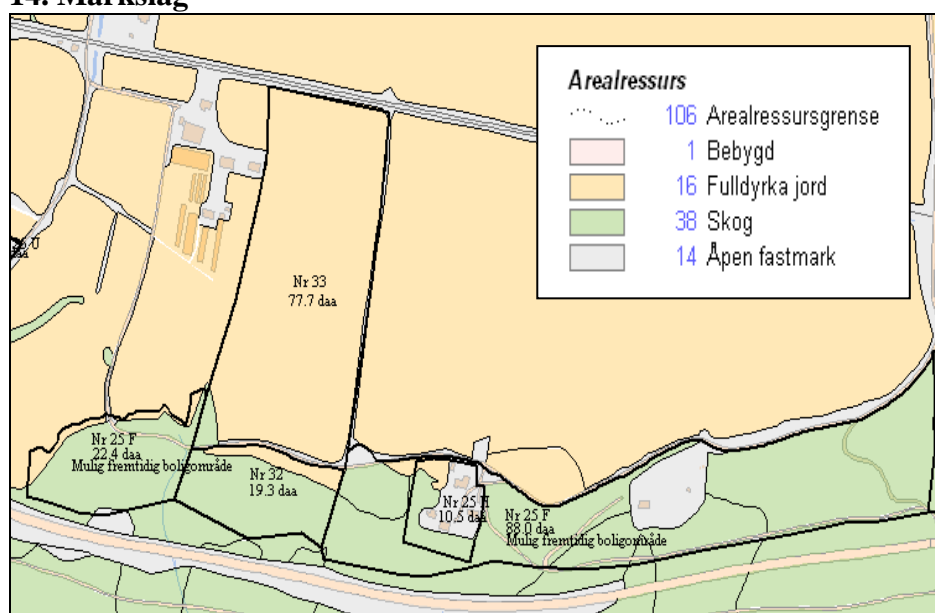 14. Markslag
Arealressurs
106 Arealressursgrense
1 Bebygd
16 Fulldyrka jord
38 Skog
14 Åpen fastmark
U
daa
Nr 33
77.7 daa
Nr 25 F
22.4 daa
Mulig fremtidig boligområde
Nr 32
19.3 daa
Nr 25 H
10.5 daa
Nr 25 F
88.0 daa
Mulig fremtidig boligområde